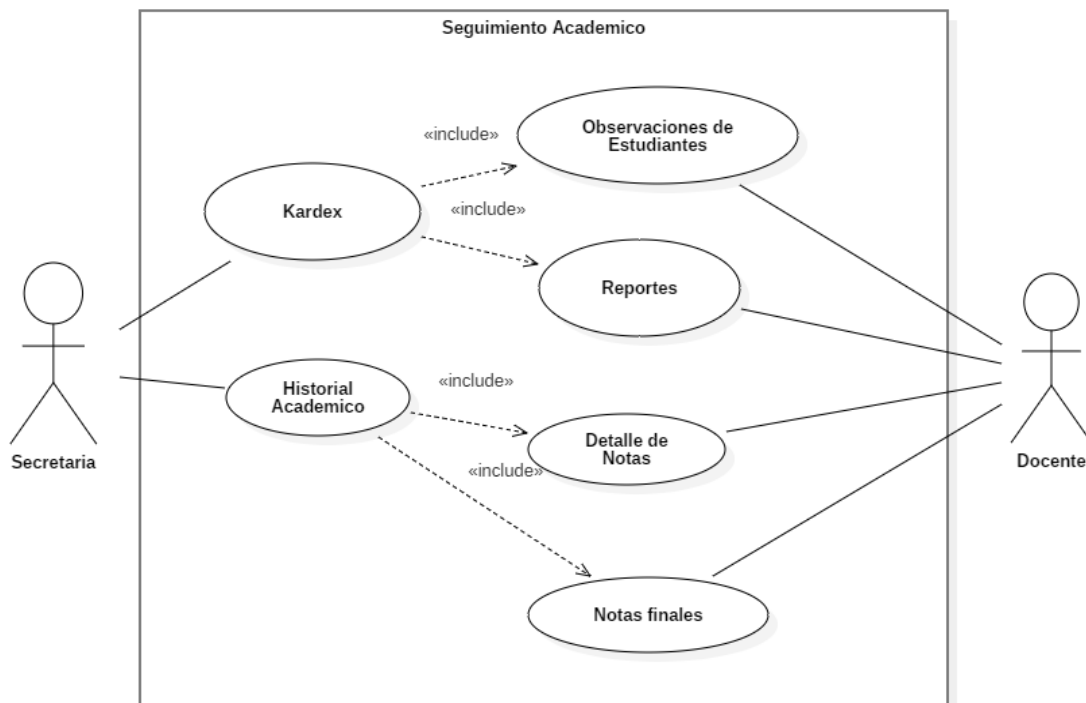 Seguimiento Academico
Observaciones de
Estudiantes
«include»
Kardex
«include»
Reportes
Historial
Academico
«include»
Detalle de
Notas
«include»
Secretaria
Docente
Notas finales